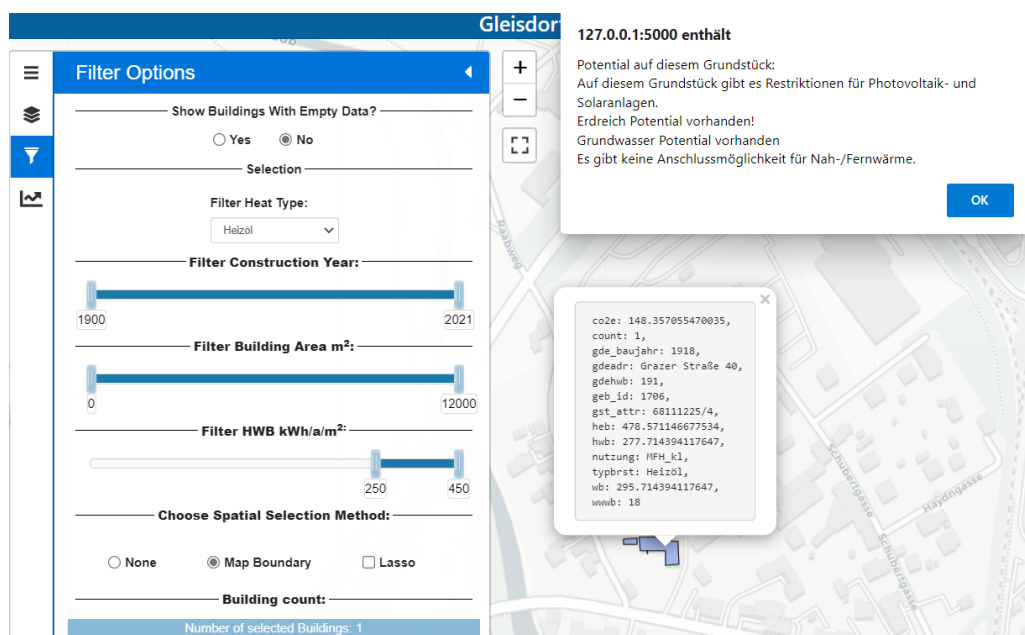 Gleisdor
Filter Options
Show Buildings With Empty Data?
Yes No
Selection
Filter Heat Type:
Heizöl
Filter Construction Year:
1900 2021
Filter Building Area m²:
0 12000
Filter HWB kWh/a/m²:
250 450
Choose Spatial Selection Method:
None Map Boundary Lasso
Building count:
Number of selected Buildings: 1
+
−
127.0.0.1:5000 enthält
Potential auf diesem Grundstück:
Auf diesem Grundstück gibt es Restriktionen für Photovoltaik- und
Solaranlagen.
Erdreich Potential vorhanden!
Grundwasser Potential vorhanden
Es gibt keine Anschlussmöglichkeit für Nah-/Fernwärme.
OK
Raabweg
×
co2e: 148.357055470035,
count: 1,
gde_baujahr: 1918,
gdeadr: Grazer Straße 40,
gdehwb: 191,
geb_id: 1706,
gst_attr: 68111225/4,
heb: 478.571146677534,
hwb: 277.714394117647,
nutzung: MFH_kl,
typbrst: Heizöl,
wb: 295.714394117647,
wwwb: 18
Schubertgasse
Haydngasse
Schubertgasse